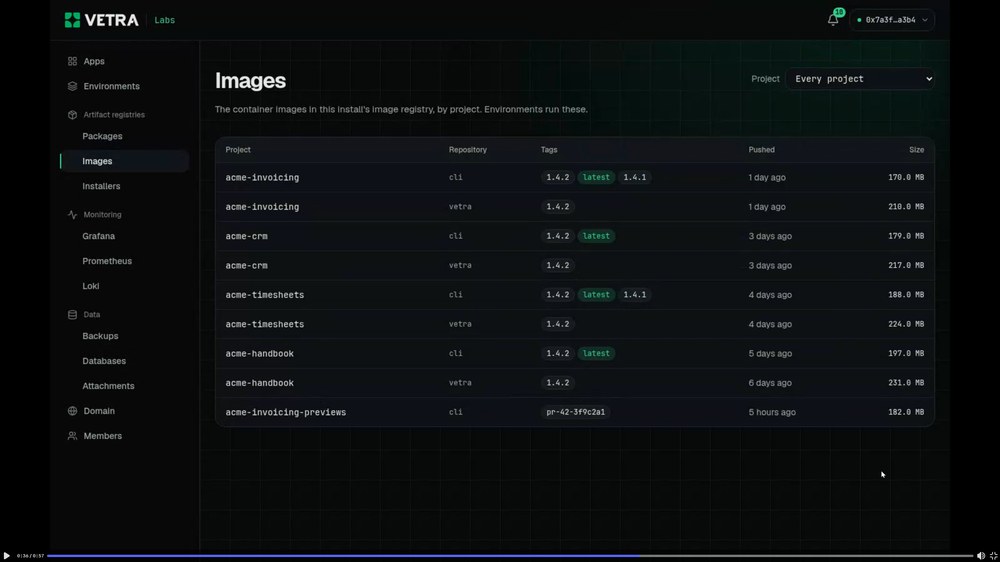 VETRA Labs
18
0x7a3f…a3b4
Apps
Environments
Artifact registries
Packages
Images
Installers
Monitoring
Grafana
Prometheus
Loki
Data
Backups
Databases
Attachments
Domain
Members
Images
Project Every project
The container images in this install's image registry, by project. Environments run these.
Project Repository Tags Pushed Size
acme-invoicing cli 1.4.2 latest 1.4.1 1 day ago 170.0 MB
acme-invoicing vetra 1.4.2 1 day ago 210.0 MB
acme-crm cli 1.4.2 latest 3 days ago 179.0 MB
acme-crm vetra 1.4.2 3 days ago 217.0 MB
acme-timesheets cli 1.4.2 latest 1.4.1 4 days ago 188.0 MB
acme-timesheets vetra 1.4.2 4 days ago 224.0 MB
acme-handbook cli 1.4.2 latest 5 days ago 197.0 MB
acme-handbook vetra 1.4.2 6 days ago 231.0 MB
acme-invoicing-previews cli pr-42-3f9c2a1 5 hours ago 182.0 MB
0:36/0:57